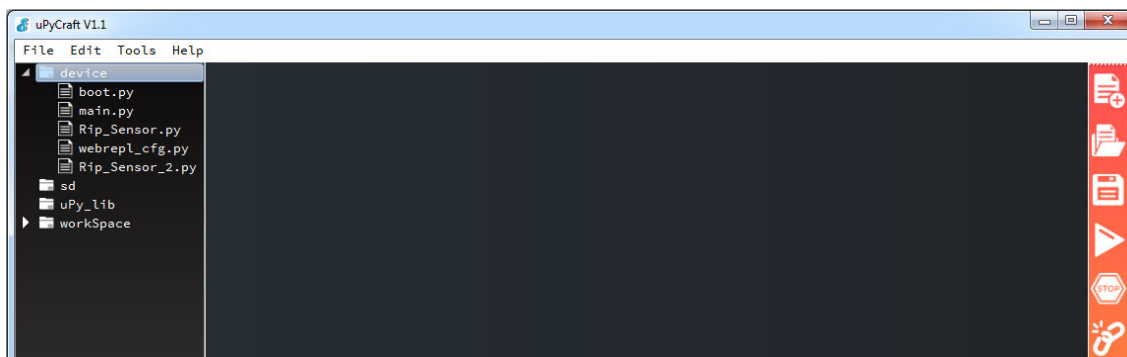 uPyCraft V1.1
File Edit Tools Help
device
boot.py
main.py
Rip_Sensor.py
webrepl_cfg.py
Rip_Sensor_2.py
sd
uPy_lib
workSpace
STOP